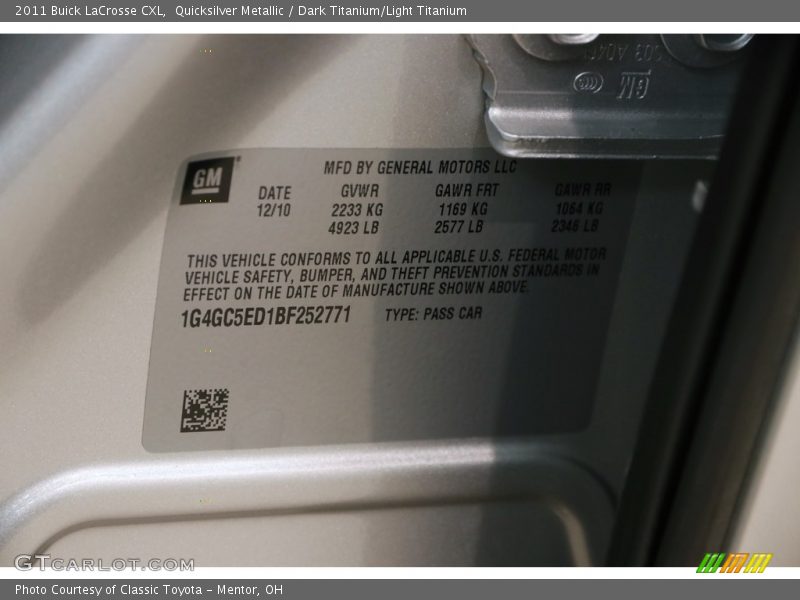 2011 Buick LaCrosse CXL, Quicksilver Metallic / Dark Titanium/Light Titanium
GM
GM
MFD BY GENERAL MOTORS LLC
DATE GVWR GAWR FRT GAWR RR
12/10 2233 KG 1169 KG 1064 KG
4923 LB 2577 LB 2346 LB
THIS VEHICLE CONFORMS TO ALL APPLICABLE U.S. FEDERAL MOTOR
VEHICLE SAFETY, BUMPER, AND THEFT PREVENTION STANDARDS IN
EFFECT ON THE DATE OF MANUFACTURE SHOWN ABOVE.
1G4GC5ED1BF252771 TYPE: PASS CAR
GTCARLOT.COM
Photo Courtesy of Classic Toyota - Mentor, OH